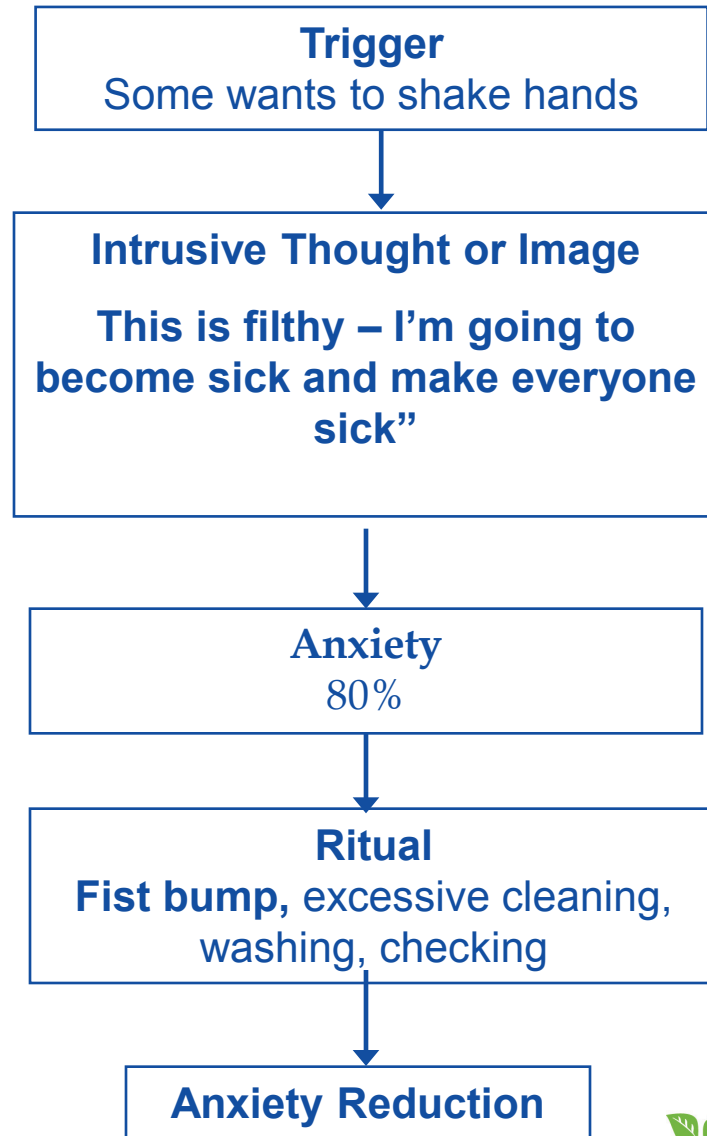 Trigger
Some wants to shake hands
Intrusive Thought or Image
This is filthy – I’m going to
become sick and make everyone
sick”
Anxiety
80%
Ritual
Fist bump, excessive cleaning,
washing, checking
Anxiety Reduction